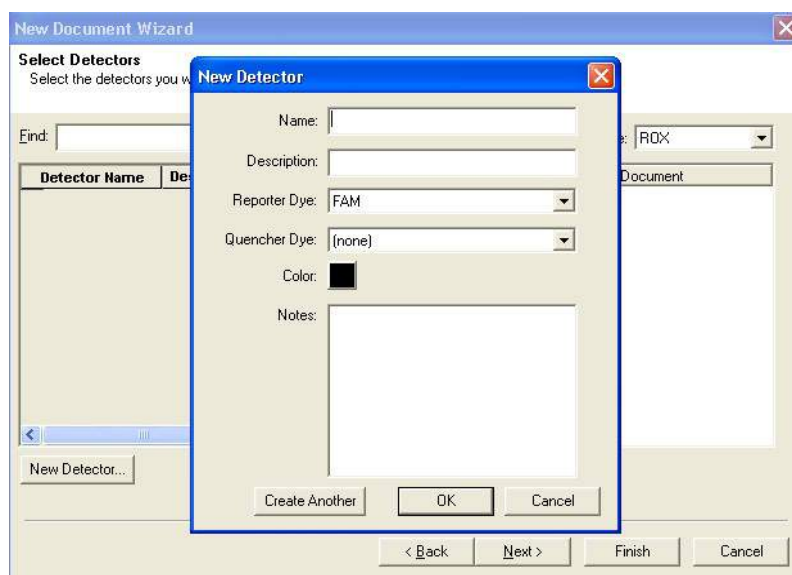 New Document Wizard
Select Detectors
Select the detectors you w
Find:
e: ROX
Detector Name Des
Document
New Detector...
< Back Next > Finish Cancel
New Detector
Name:
Description:
Reporter Dye: FAM
Quencher Dye: (none)
Color:
Notes:
Create Another OK Cancel